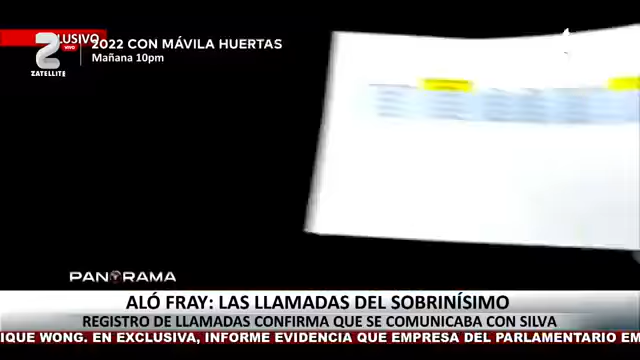 LUSIVO
Z VIVO
ZATELLITE
2022 CON MÁVILA HUERTAS
Mañana 10pm
PANORAMA
ALÓ FRAY: LAS LLAMADAS DEL SOBRINÍSIMO
REGISTRO DE LLAMADAS CONFIRMA QUE SE COMUNICABA CON SILVA
IQUE WONG. EN EXCLUSIVA, INFORME EVIDENCIA QUE EMPRESA DEL PARLAMENTARIO EM